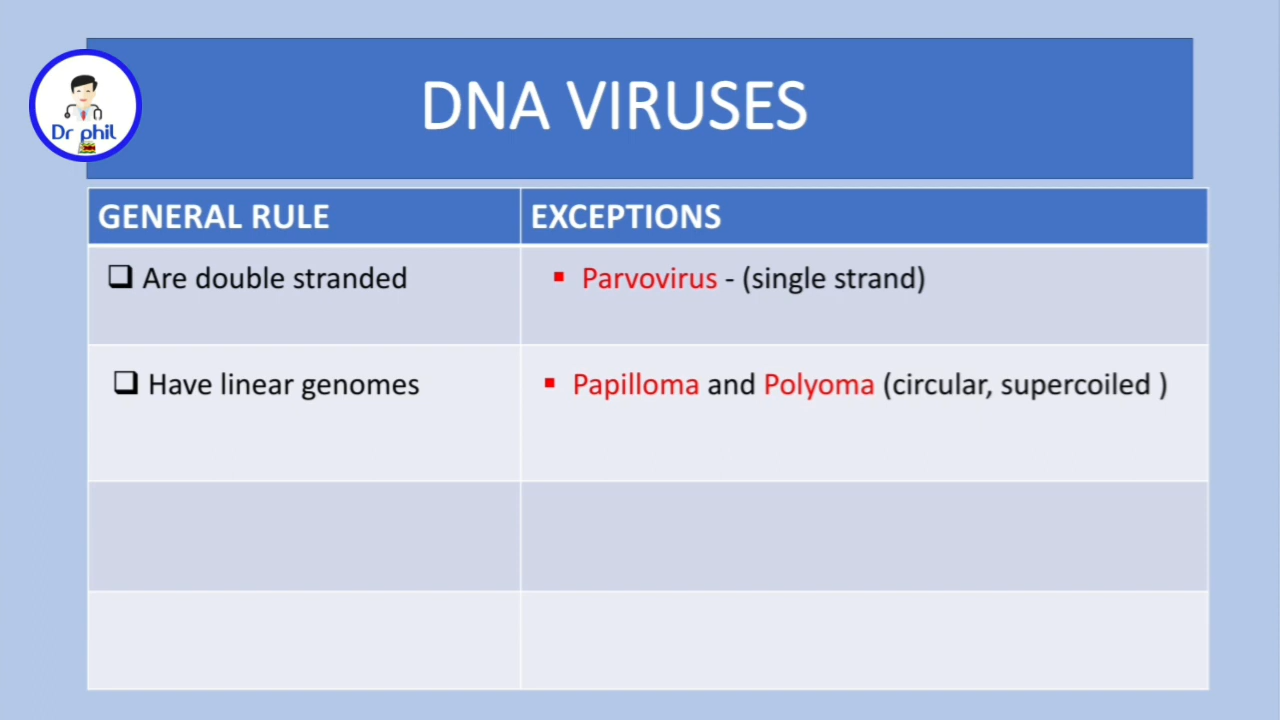 Dr phil
DNA VIRUSES
GENERAL RULE
EXCEPTIONS
Are double stranded
Parvovirus - (single strand)
Have linear genomes
Papilloma and Polyoma (circular, supercoiled )